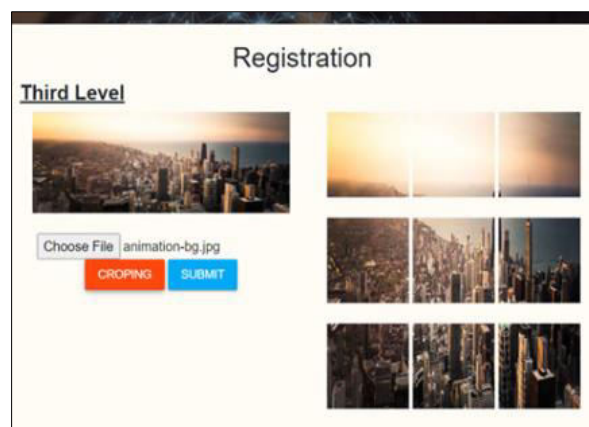 Registration
Third Level
Choose File animation-bg.jpg
CROPING SUBMIT